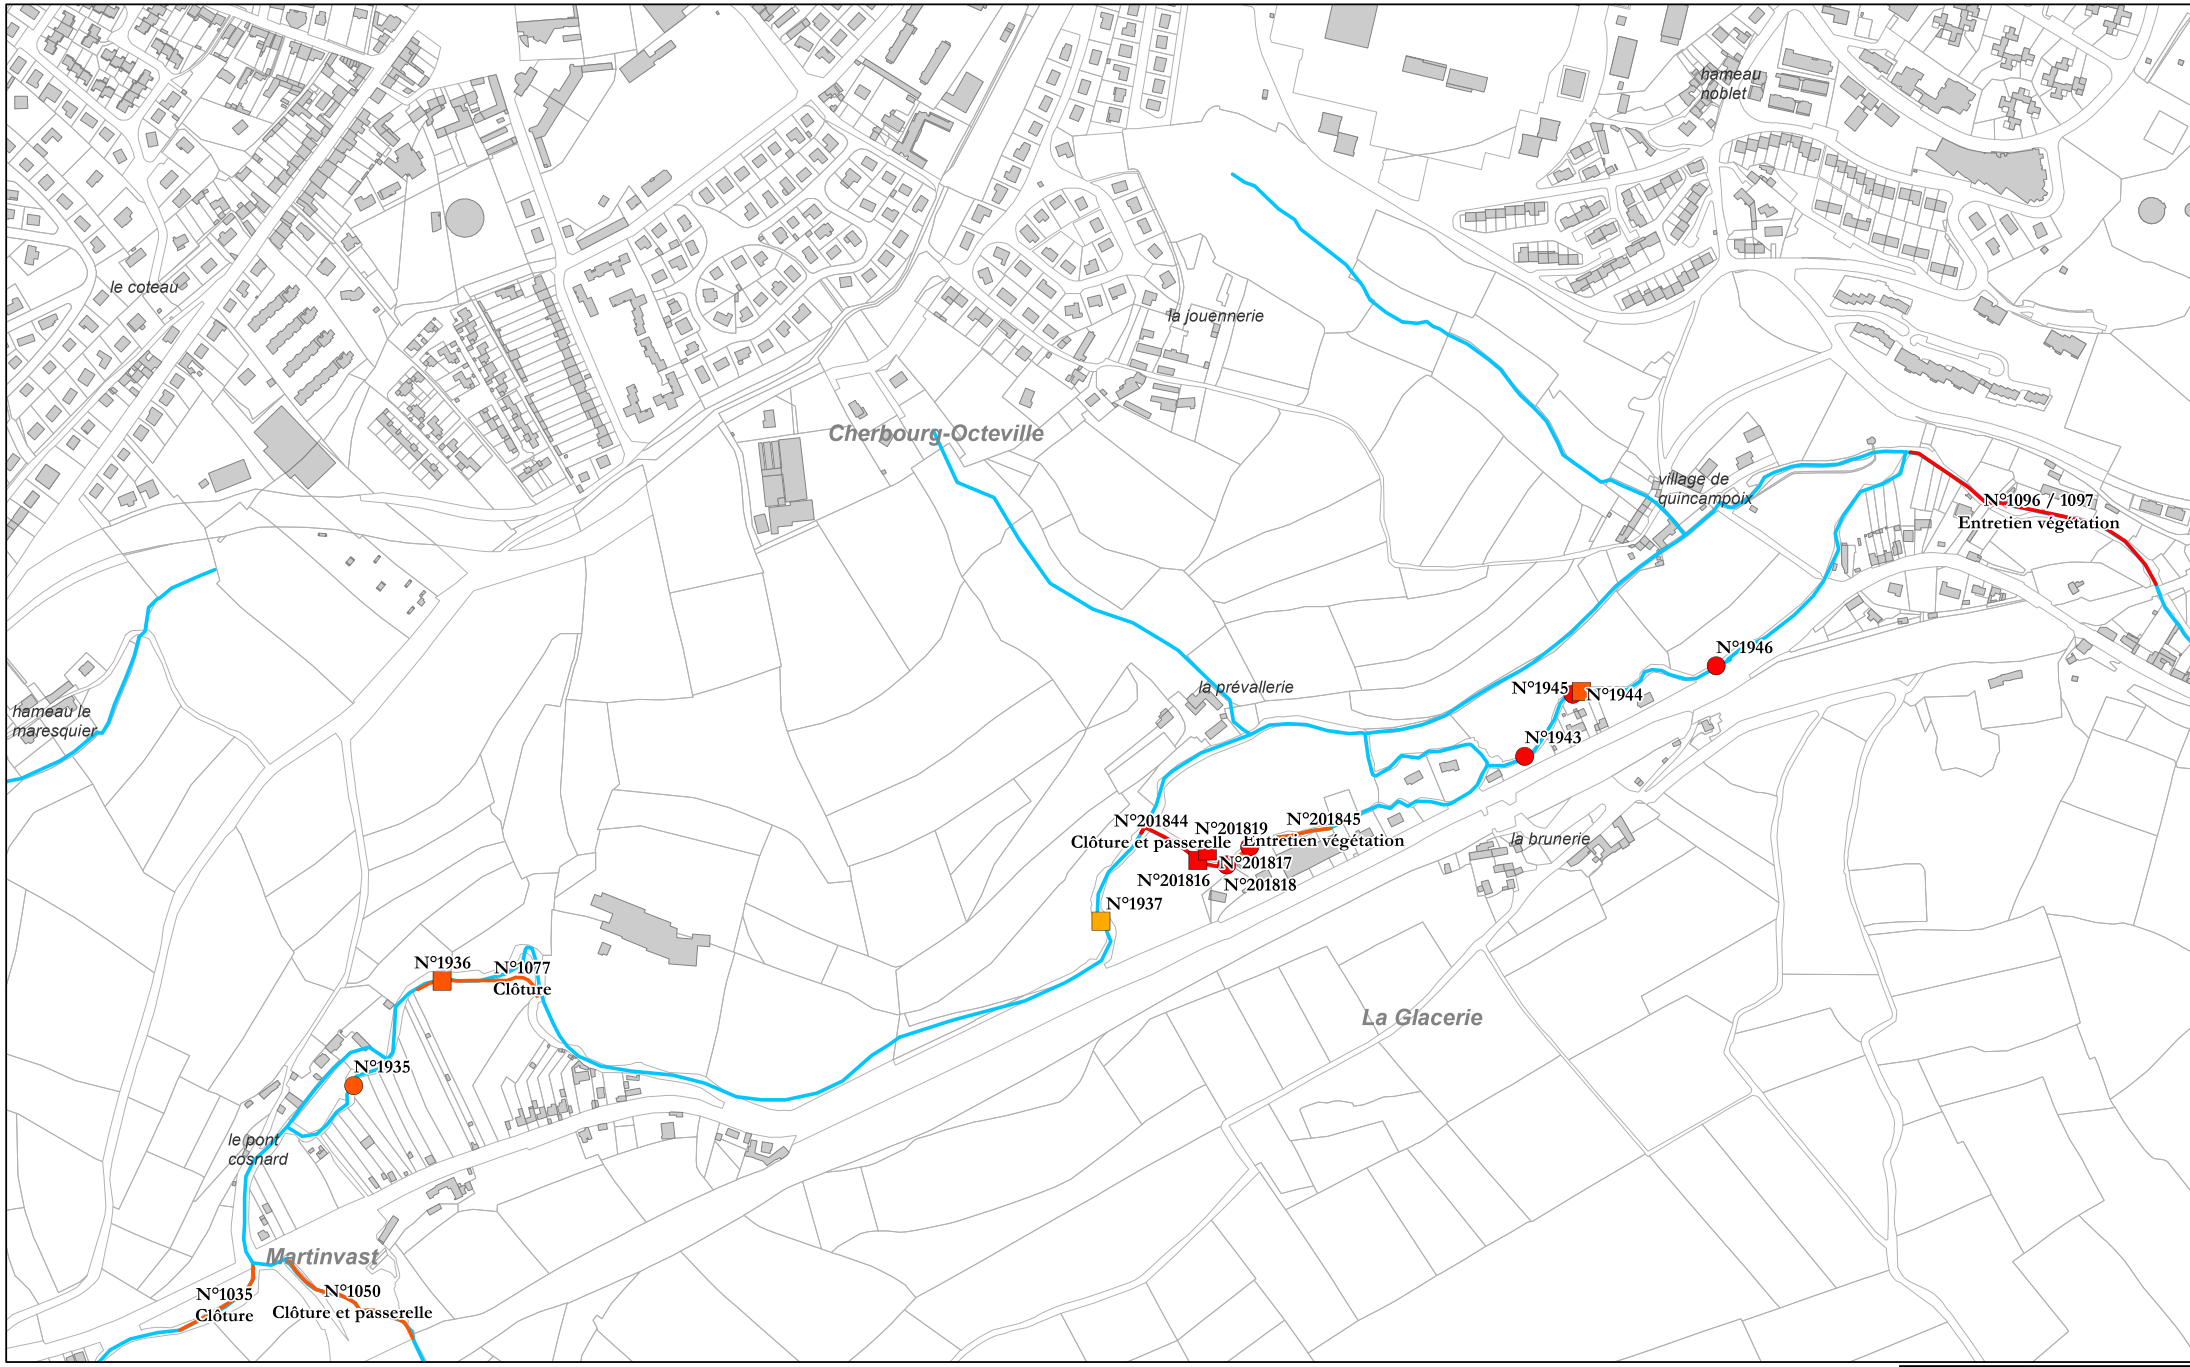 hameau
noblet
le coteau
la jouennerie
Cherbourg-Octeville
village de
quincampoix
N°1096 / 1097
Entretien végétation
N°1946
la prévallerie
N°1945
N°1944
hameau le
maresquier
N°1943
N°201844
Clôture et passerelle
N°201819
N°201845
Entretien végétation
la brunerie
N°201817
N°201816
N°201818
N°1937
N°1936
N°1077
Clôture
La Glacerie
N°1935
le pont
cosnard
Martinvast
N°1035
Clôture
N°1050
Clôture et passerelle